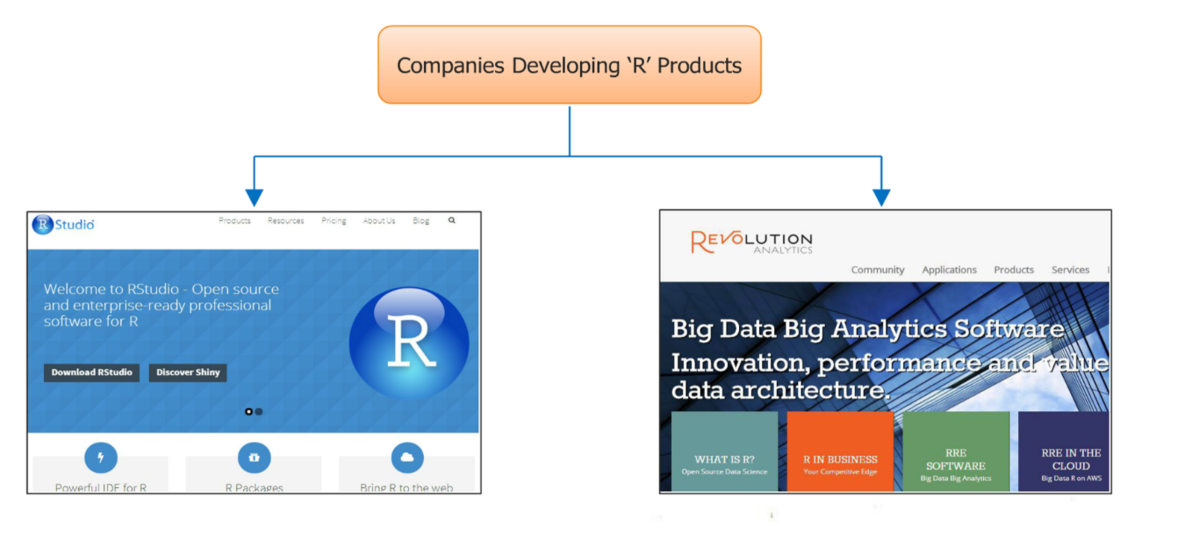 Companies Developing ‘R’ Products
R Studio
Products Resources Pricing About Us Blog
Welcome to RStudio - Open source
and enterprise-ready professional
software for R
R
Download RStudio Discover Shiny
Powerful IDE for R R Packages Bring R to the web
REVOLUTION
ANALYTICS
Community Applications Products Services
Big Data Big Analytics Software
Innovation, performance and value
data architecture.
WHAT IS R?
Open Source Data Science
R IN BUSINESS
Your Competitive Edge
RRE
SOFTWARE
Big Data Big Analytics
RRE IN THE
CLOUD
Big Data R on AWS